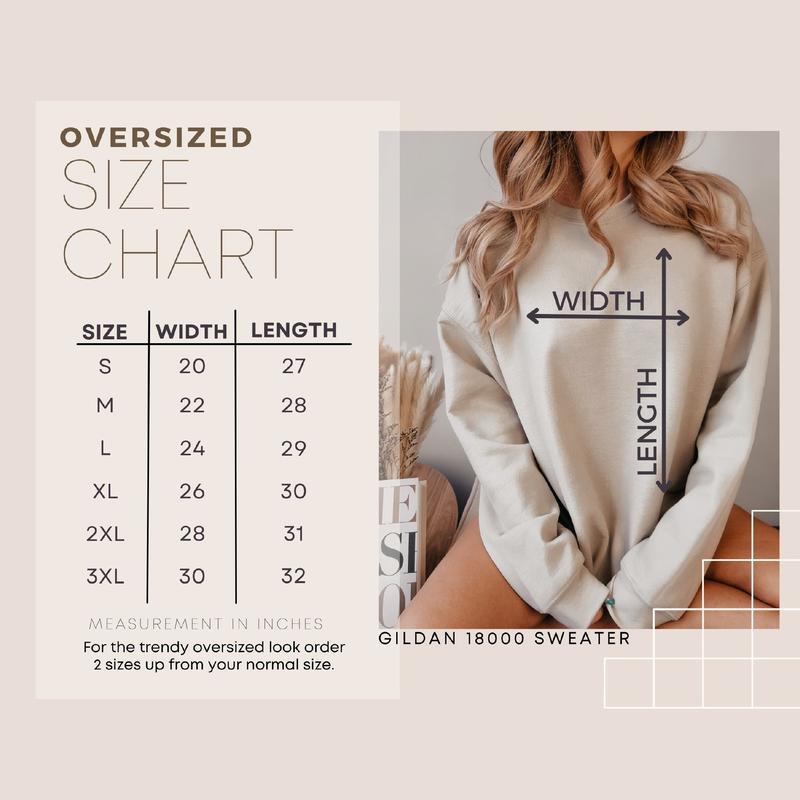 OVERSIZED
SIZE
CHART
SIZE WIDTH LENGTH
S 20 27
M 22 28
L 24 29
XL 26 30
2XL 28 31
3XL 30 32
MEASUREMENT IN INCHES
For the trendy oversized look order
2 sizes up from your normal size.
WIDTH
LENGTH
GILDAN 18000 SWEATER